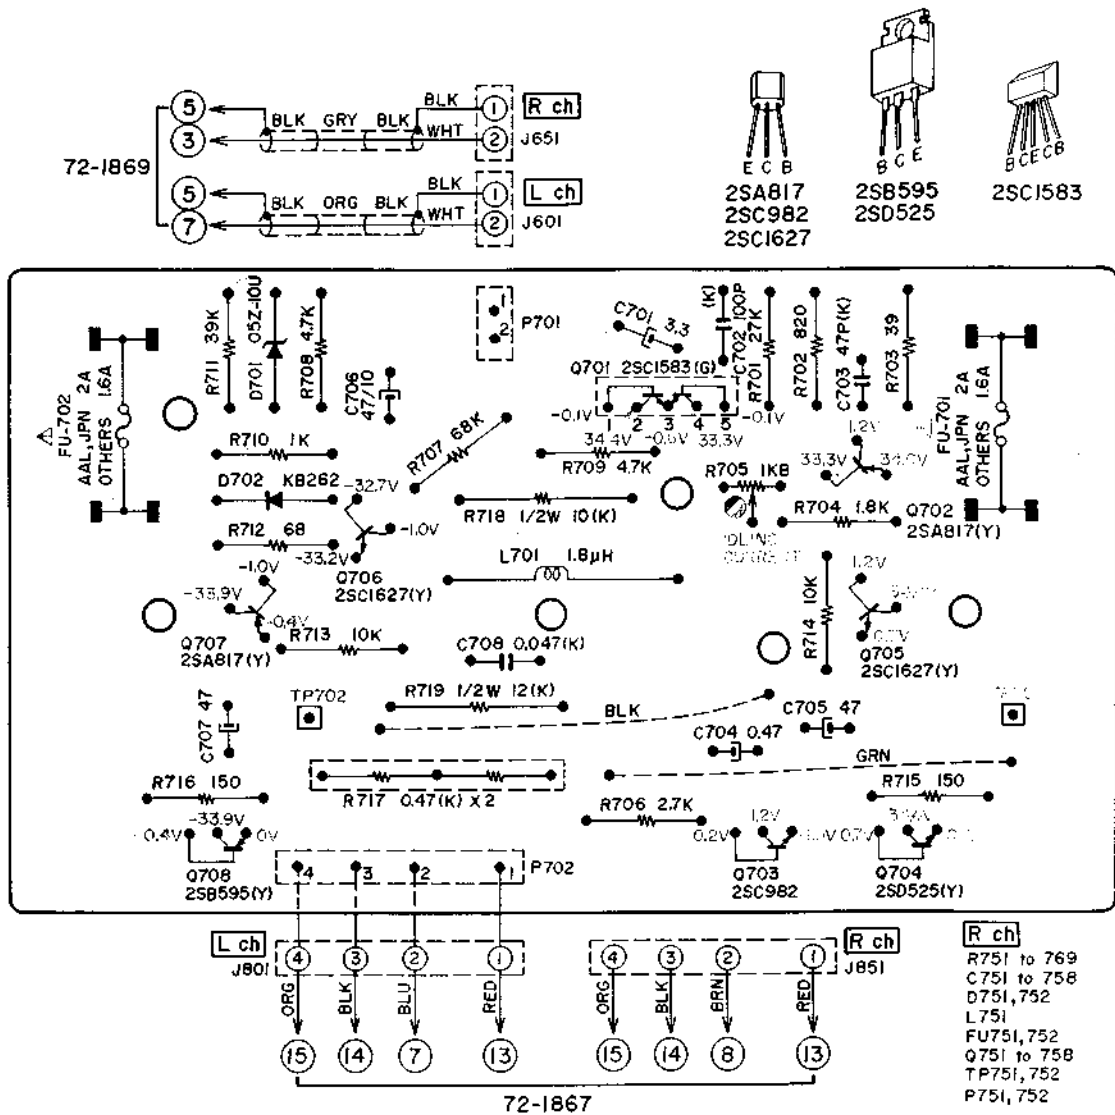 5 BLK GRY BLK BLK 1 R ch
3 WHT 2 J651
72-1869
5 BLK ORG BLK BLK 1 L ch
7 WHT 2 J601
E C B
2SA817
2SC982
2SC1627
B C E
2SB595
2SD525
B C E C B
2SC1583
FU-702
AAL,JPN 2A
OTHERS 1.6A
R711 39K
D701 05Z-10U
R708 4.7K
C706
47/10
1
2
P701
C701 3.3
C702 100P
(K)
R701 27K
R702 820
C703 47P(K)
R703 39
FU-701
AAL,JPN 2A
OTHERS 1.6A
Q701 2SC1583(G)
-0.1V 2 3 4 5 -0.1V
34.4V -0.6V 33.3V
R709 4.7K
R710 1K
D702 KB262
R712 68
R707 68K
R718 1/2W 10(K)
R705 1KB
1.2V
33.3V
R704 1.8K
Q702
2SA817(Y)
-32.7V
-1.0V
-33.2V
Q706
2SC1627(Y)
L701 1.8μH
-1.0V
-33.9V
-0.4V
Q707
2SA817(Y)
R713 10K
C708 0.047(K)
R714 10K
1.2V
Q705
2SC1627(Y)
TP702
R719 1/2W 12(K)
BLK
C707 47
C705 47
C704 0.47
GRN
R716 150
R717 0.47(K) X 2
R706 2.7K
R715 150
-0.4V -33.9V 0V
Q708
2SB595(Y)
4 3 2 1 P702
0.2V 1.2V
Q703
2SC982
0.7V
Q704
2SD525(Y)
L ch
J801
4 3 2 1
ORG BLK BLU RED
15 14 7 13
R ch
J851
4 3 2 1
ORG BLK BRN RED
15 14 8 13
72-1867
R ch
R751 to 769
C751 to 758
D751,752
L751
FU751,752
Q751 to 758
TP751,752
P751,752